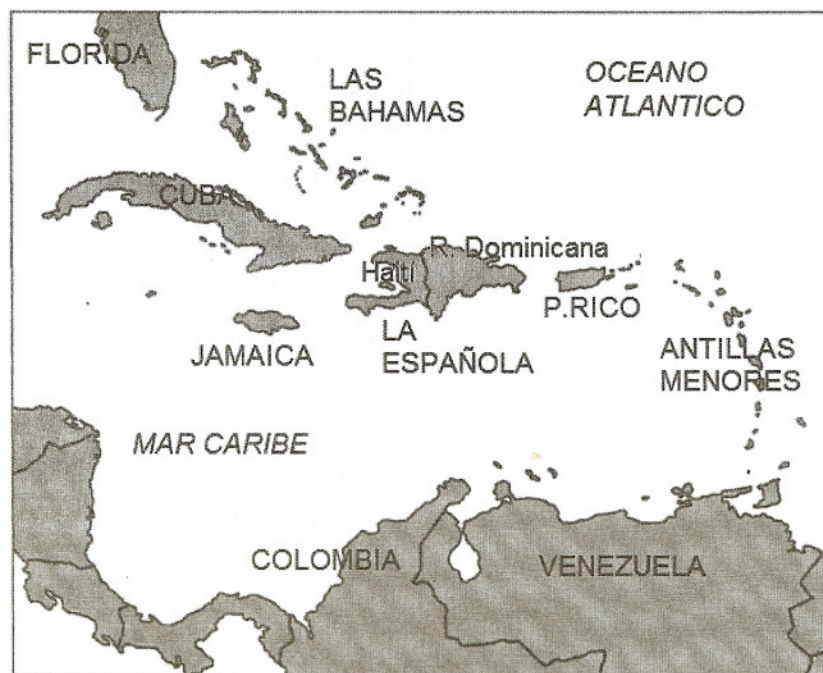 FLORIDA
LAS
BAHAMAS
OCEANO
ATLANTICO
CUBA
R. Dominicana
Haití
P.RICO
JAMAICA
LA
ESPAÑOLA
ANTILLAS
MENORES
MAR CARIBE
COLOMBIA
VENEZUELA